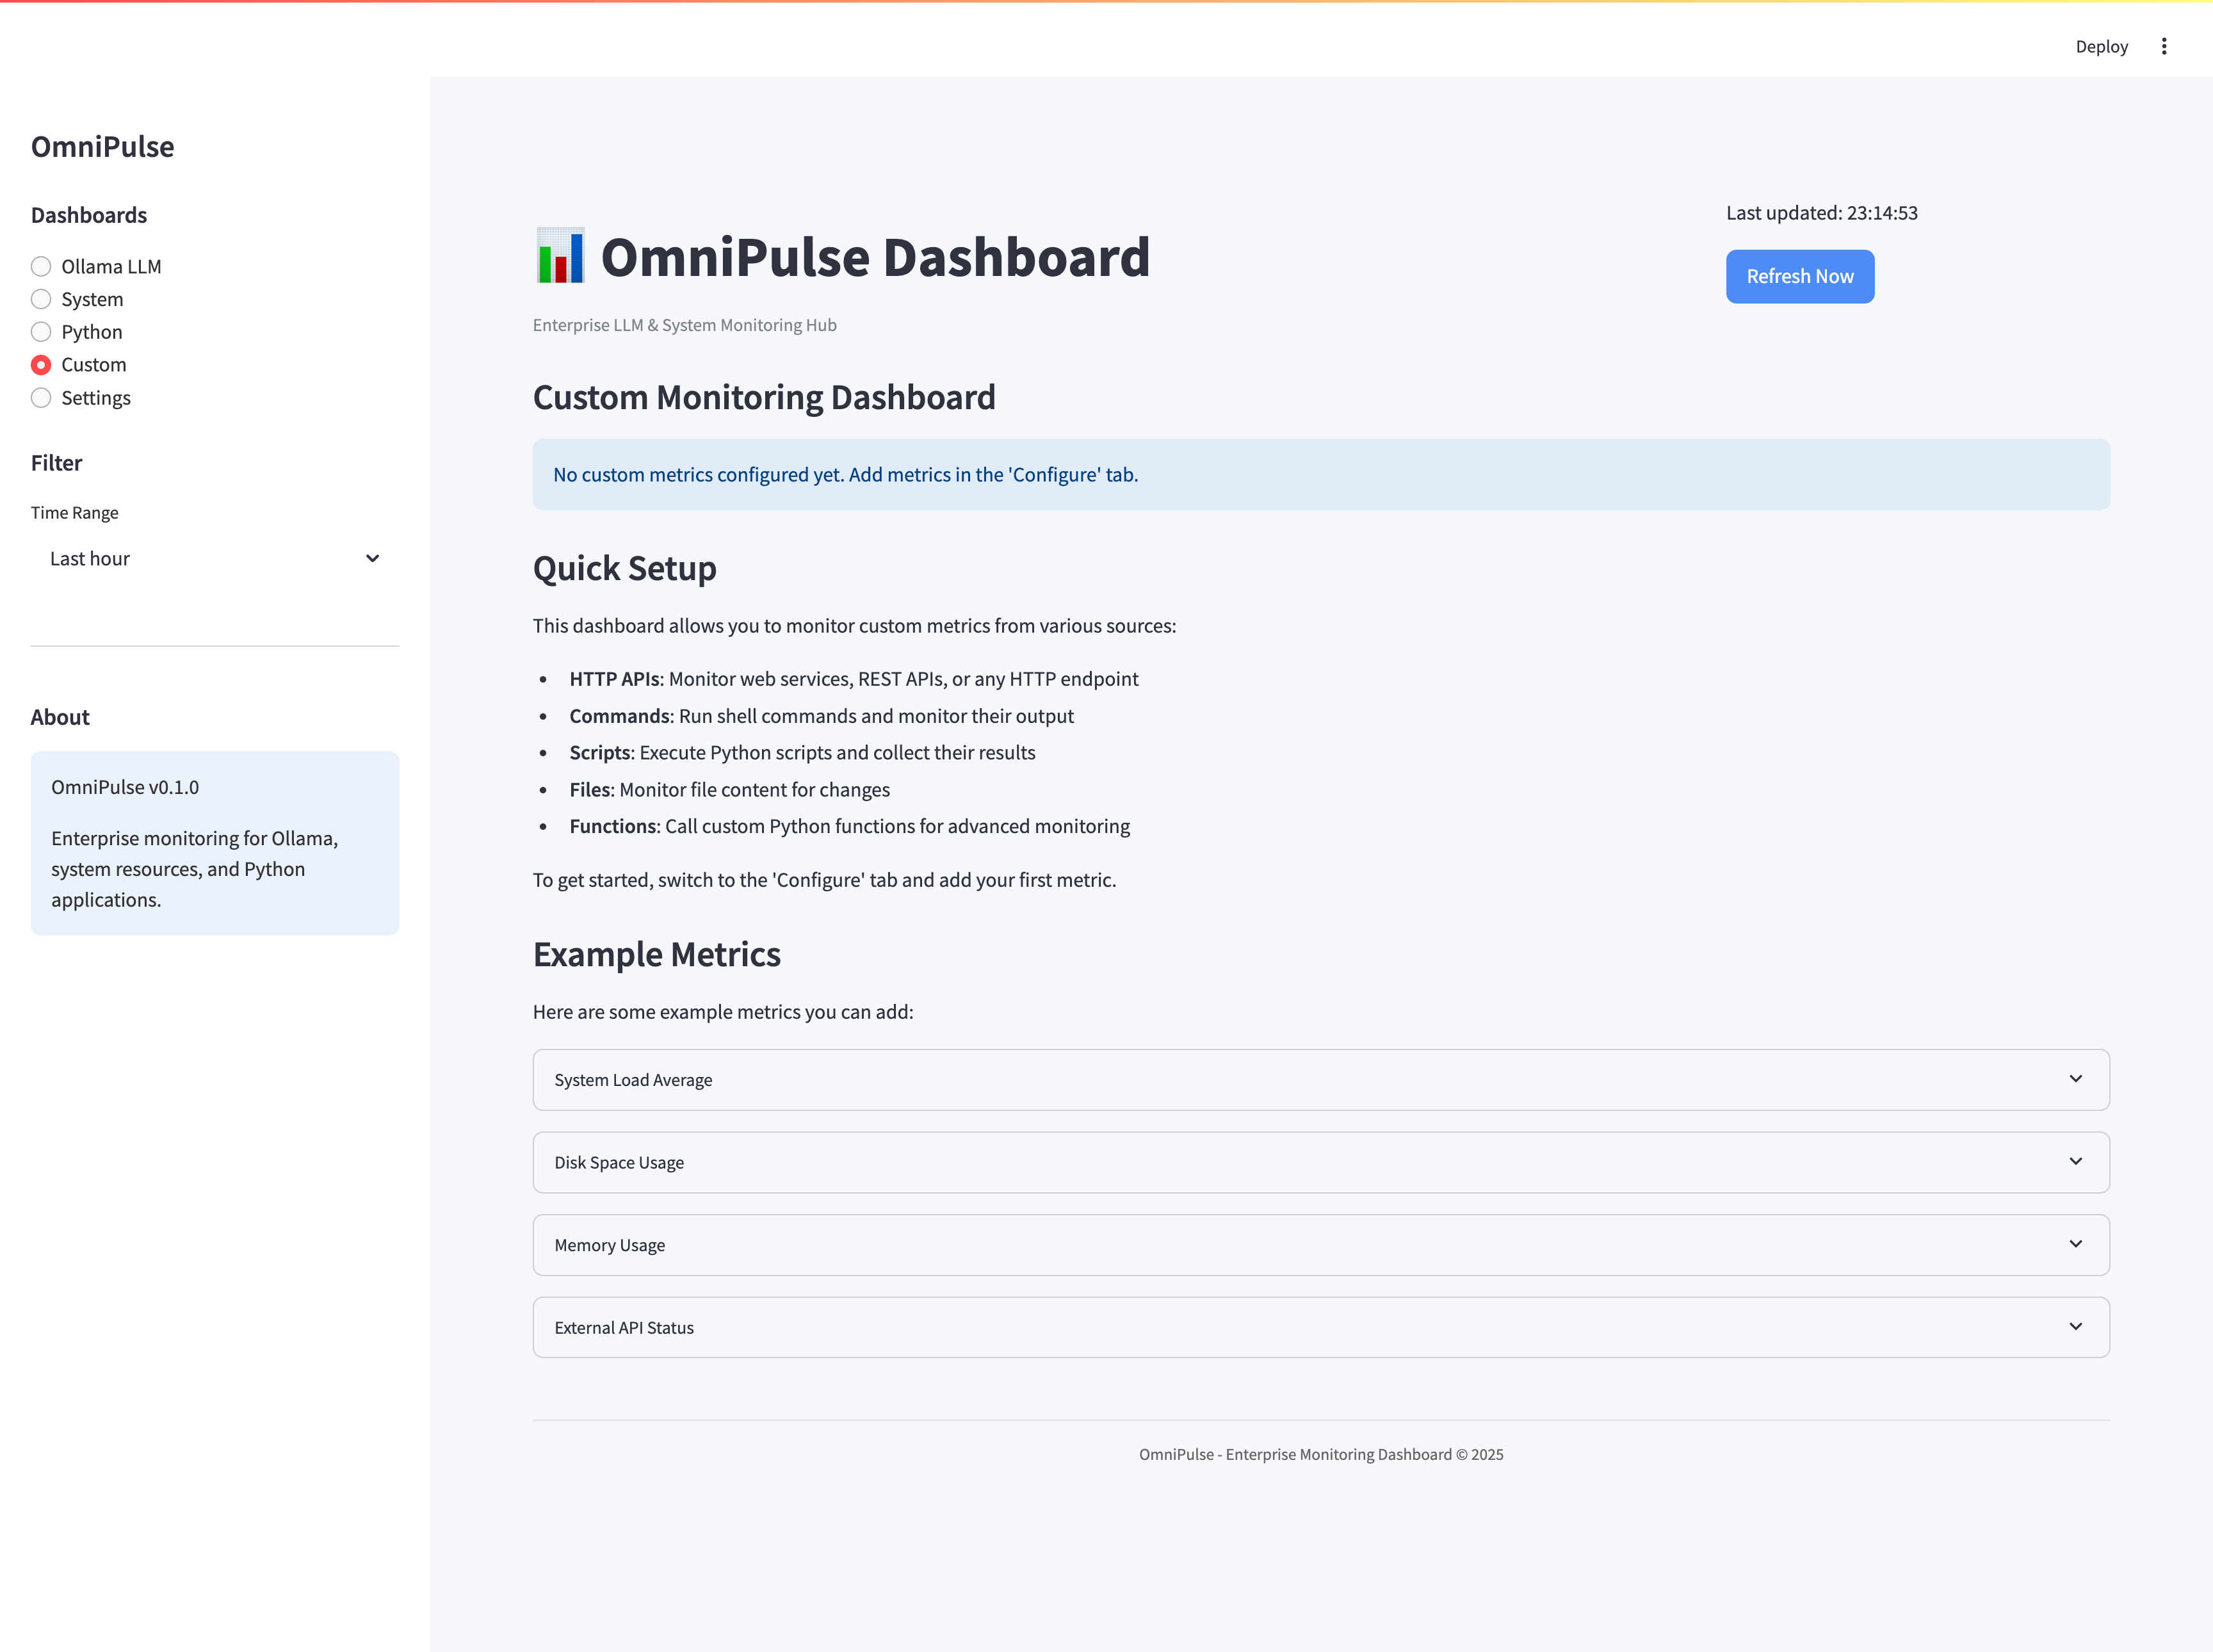 Deploy
OmniPulse
Dashboards
Ollama LLM
System
Python
Custom
Settings
Filter
Time Range
Last hour
About
OmniPulse v0.1.0
Enterprise monitoring for Ollama,
system resources, and Python
applications.
OmniPulse Dashboard
Enterprise LLM & System Monitoring Hub
Last updated: 23:14:53
Refresh Now
Custom Monitoring Dashboard
No custom metrics configured yet. Add metrics in the 'Configure' tab.
Quick Setup
This dashboard allows you to monitor custom metrics from various sources:
• HTTP APIs: Monitor web services, REST APIs, or any HTTP endpoint
• Commands: Run shell commands and monitor their output
• Scripts: Execute Python scripts and collect their results
• Files: Monitor file content for changes
• Functions: Call custom Python functions for advanced monitoring
To get started, switch to the 'Configure' tab and add your first metric.
Example Metrics
Here are some example metrics you can add:
System Load Average
Disk Space Usage
Memory Usage
External API Status
OmniPulse - Enterprise Monitoring Dashboard © 2025